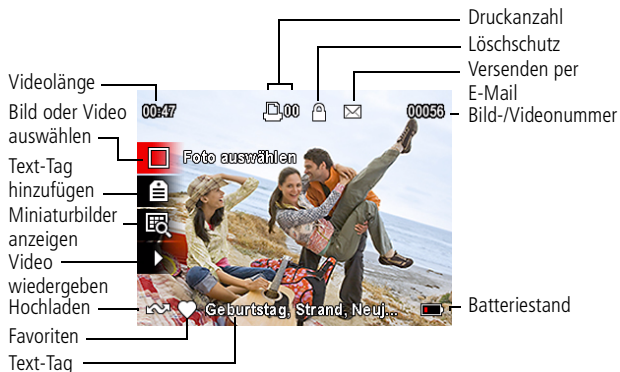 Druckanzahl
Löschschutz
Versenden per
E-Mail
Bild-/Videonummer
Videolänge
Bild oder Video
auswählen
Text-Tag
hinzufügen
Miniaturbilder
anzeigen
Video
wiedergeben
Hochladen
Favoriten
Text-Tag
00:47
00
00056
Foto auswählen
Geburtstag, Strand, Neuj...
Batteriestand